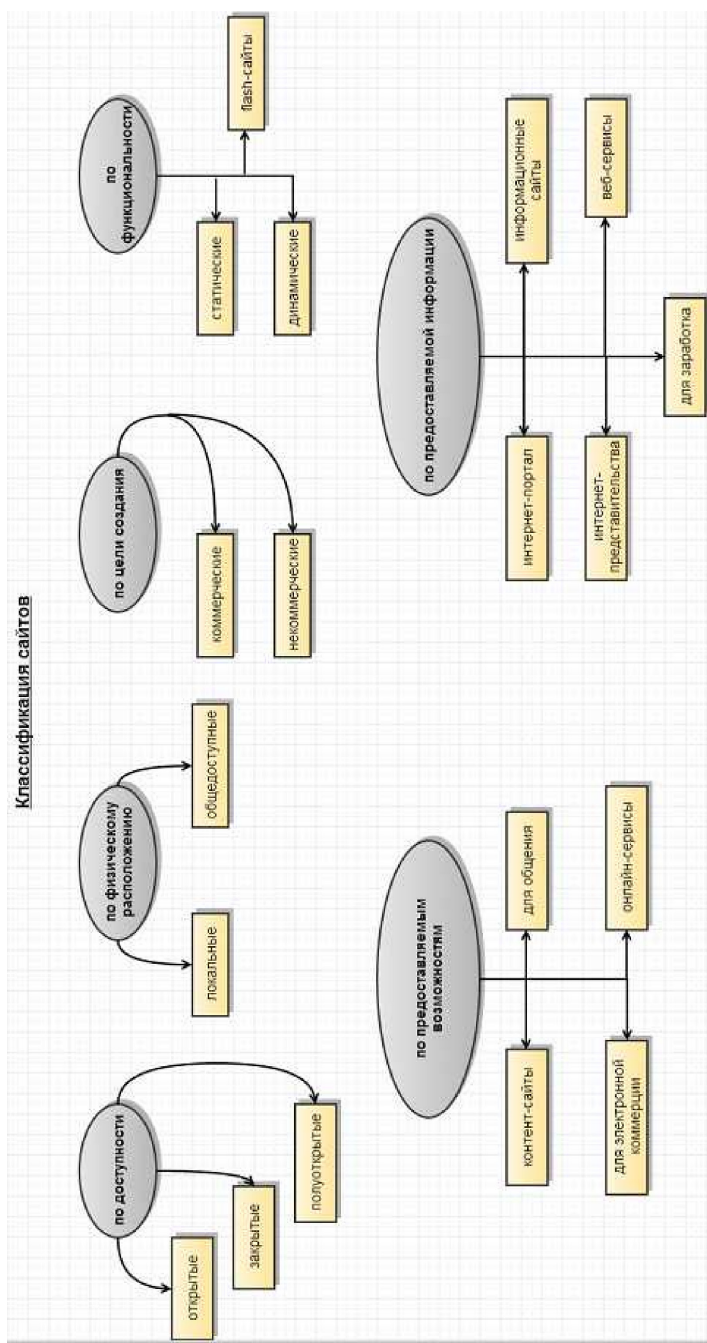 Классификация сайтов
по доступности
открытые
закрытые
полуоткрытые
по физическому
расположению
локальные
общедоступные
по цели создания
коммерческие
некоммерческие
по
функциональности
статические
динамические
flash-сайты
по предоставляемым
возможностям
контент-сайты
для общения
для электронной
коммерции
онлайн-сервисы
по предоставляемой информации
интернет-портал
информационные
сайты
интернет-
представительства
веб-сервисы
для заработка